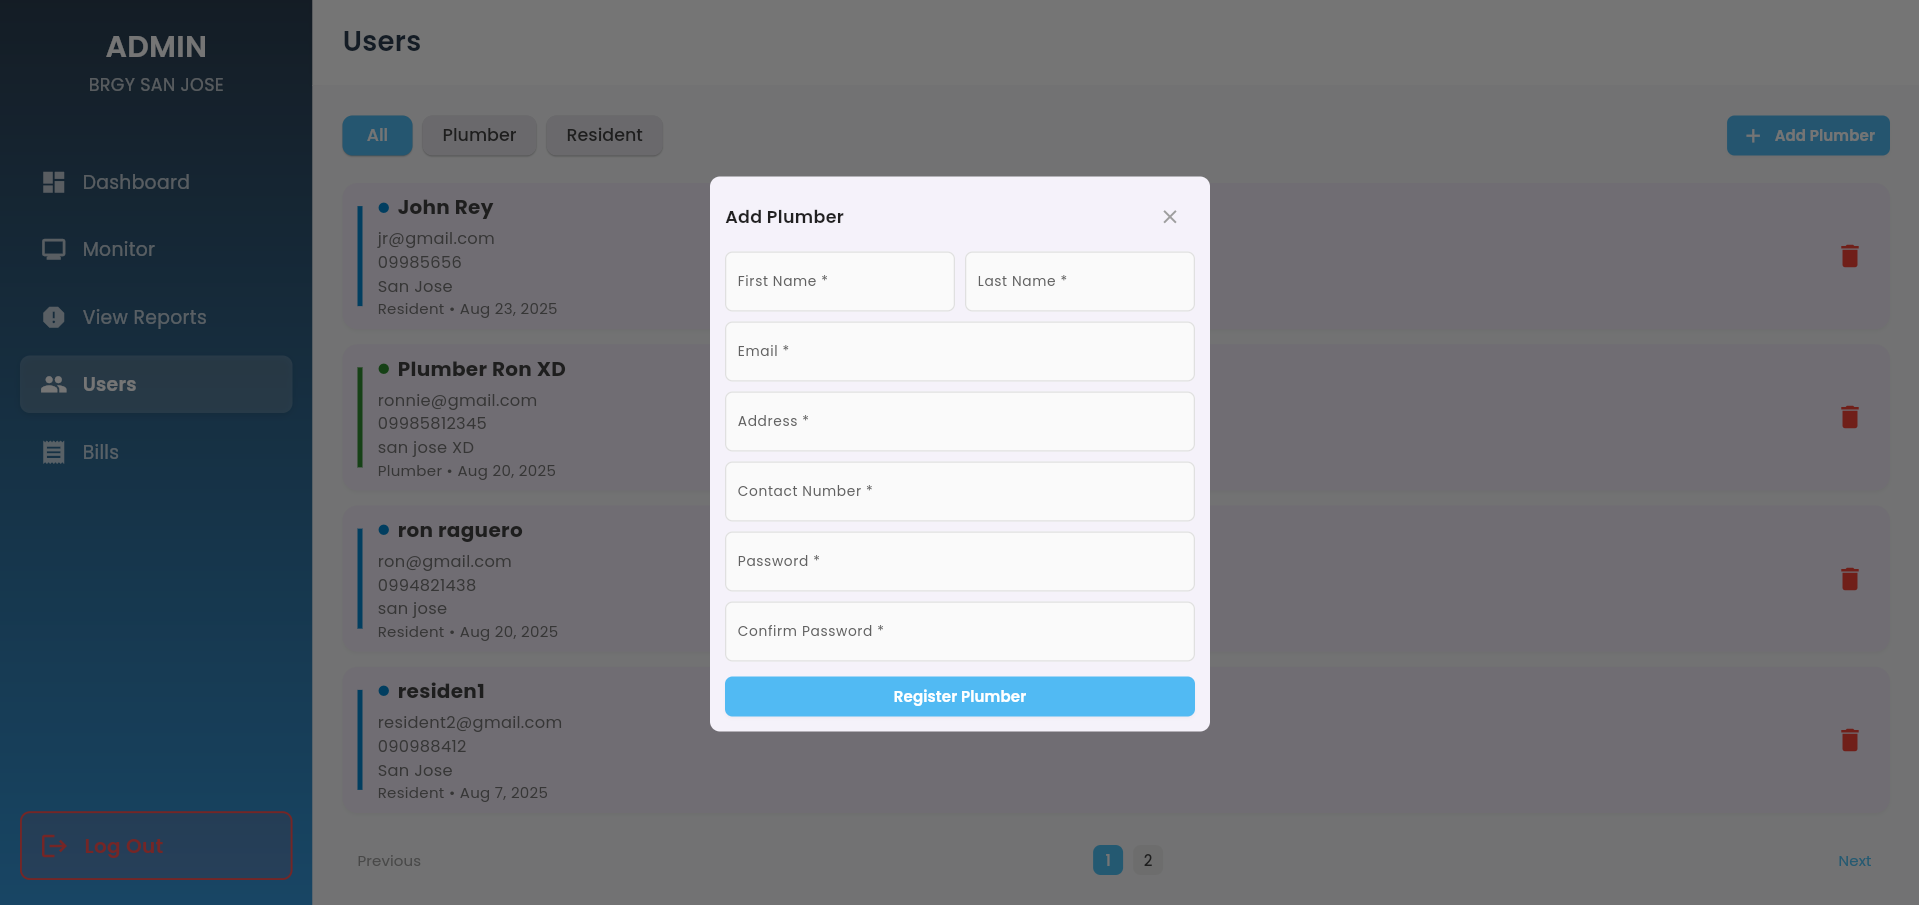 ADMIN
BRGY SAN JOSE
Dashboard
Monitor
View Reports
Users
Bills
Log Out
Users
All
Plumber
Resident
Add Plumber
John Rey
jr@gmail.com
09985656
San Jose
Resident • Aug 23, 2025
Plumber Ron XD
ronnie@gmail.com
09985812345
san jose XD
Plumber • Aug 20, 2025
ron raguero
ron@gmail.com
0994821438
san jose
Resident • Aug 20, 2025
residen1
resident2@gmail.com
090988412
San Jose
Resident • Aug 7, 2025
Add Plumber
First Name *
Last Name *
Email *
Address *
Contact Number *
Password *
Confirm Password *
Register Plumber
Previous
1
2
Next